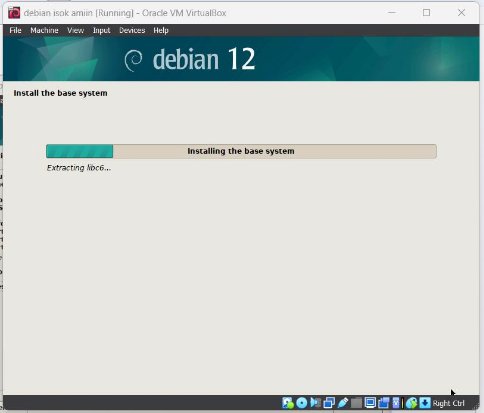 debian isok amiin [Running] - Oracle VM VirtualBox
File Machine View Input Devices Help
debian 12
Install the base system
Installing the base system
Extracting libc6...
Right Ctrl